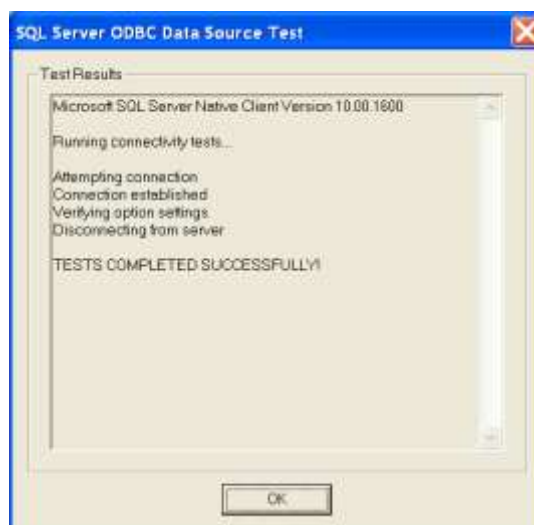 SQL Server ODBC Data Source Test
Test Results
Microsoft SQL Server Native Client Version 10.00.1600
Running connectivity tests...
Attempting connection
Connection established
Verifying option settings
Disconnecting from server
TESTS COMPLETED SUCCESSFULLY!
OK